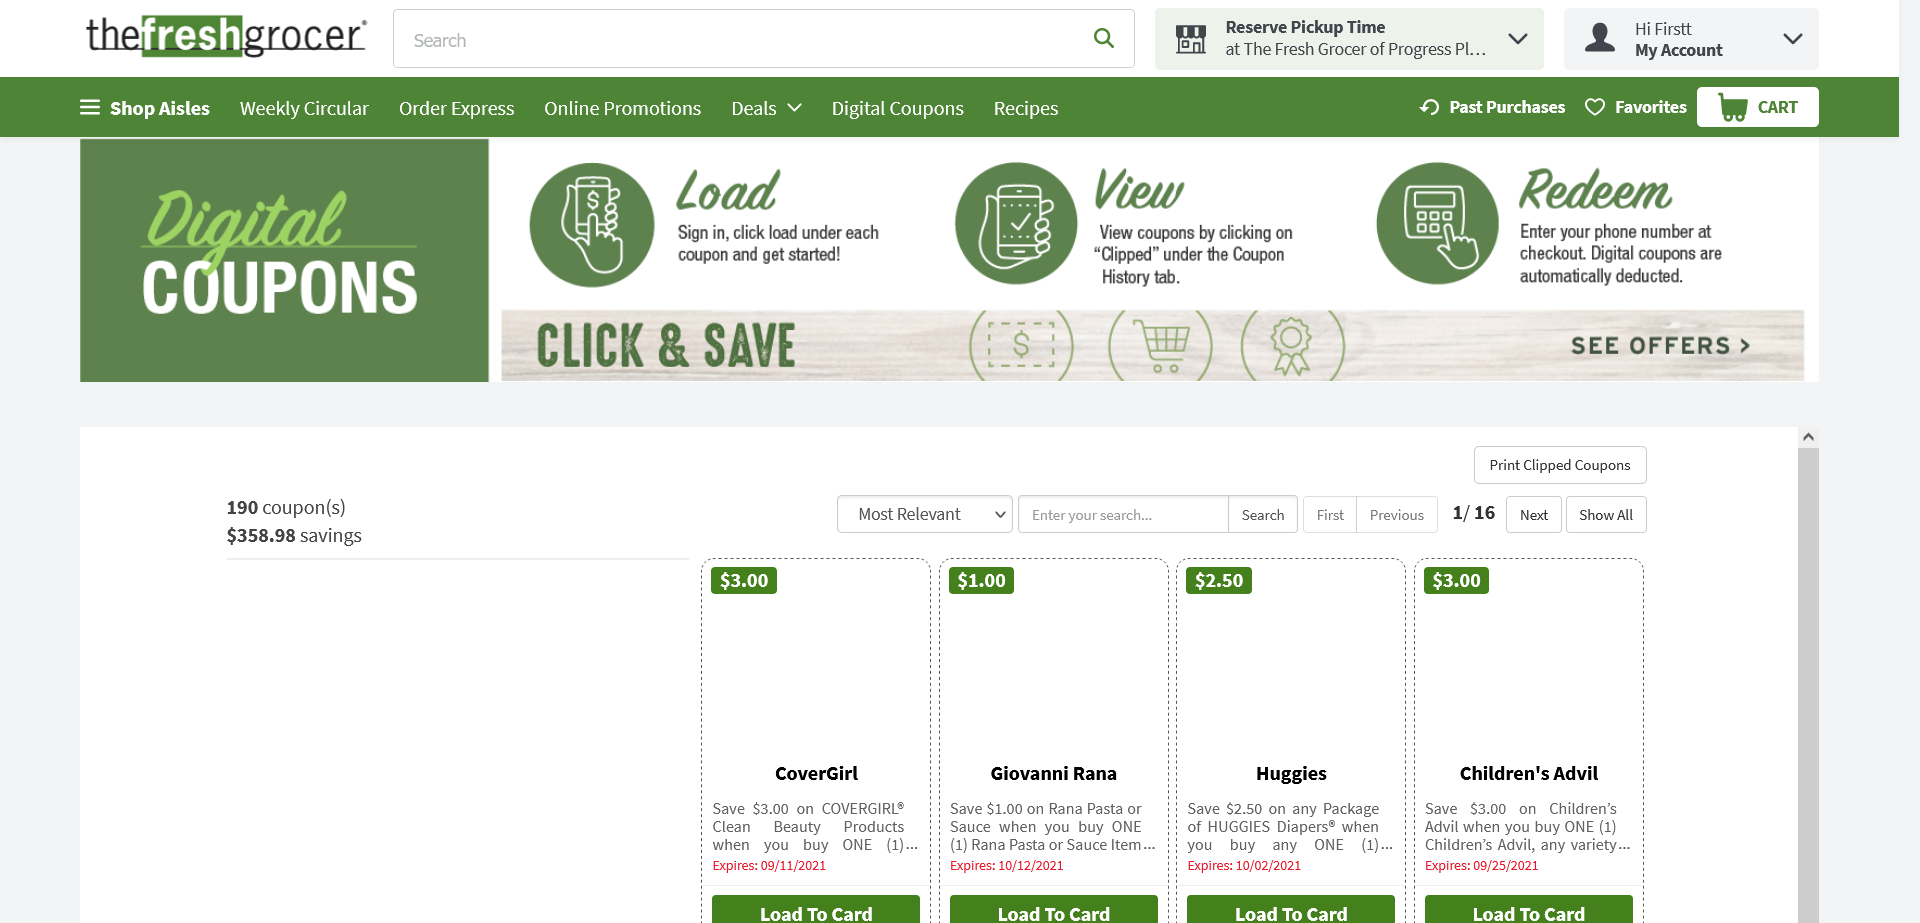 thefreshgrocer®
Search
Reserve Pickup Time
at The Fresh Grocer of Progress Pl...
Hi Firstt
My Account
Shop Aisles
Weekly Circular
Order Express
Online Promotions
Deals
Digital Coupons
Recipes
Past Purchases
Favorites
CART
Digital
COUPONS
Load
Sign in, click load under each
coupon and get started!
View
View coupons by clicking on
“Clipped” under the Coupon
History tab.
Redeem
Enter your phone number at
checkout. Digital coupons are
automatically deducted.
CLICK & SAVE
$
SEE OFFERS >
Print Clipped Coupons
190 coupon(s)
$358.98 savings
Most Relevant
Enter your search...
Search
First
Previous
1/ 16
Next
Show All
$3.00
CoverGirl
Save $3.00 on COVERGIRL®
Clean Beauty Products
when you buy ONE (1)...
Expires: 09/11/2021
Load To Card
$1.00
Giovanni Rana
Save $1.00 on Rana Pasta or
Sauce when you buy ONE
(1) Rana Pasta or Sauce Item...
Expires: 10/12/2021
Load To Card
$2.50
Huggies
Save $2.50 on any Package
of HUGGIES Diapers® when
you buy any ONE (1)...
Expires: 10/02/2021
Load To Card
$3.00
Children's Advil
Save $3.00 on Children’s
Advil when you buy ONE (1)
Children’s Advil, any variety...
Expires: 09/25/2021
Load To Card